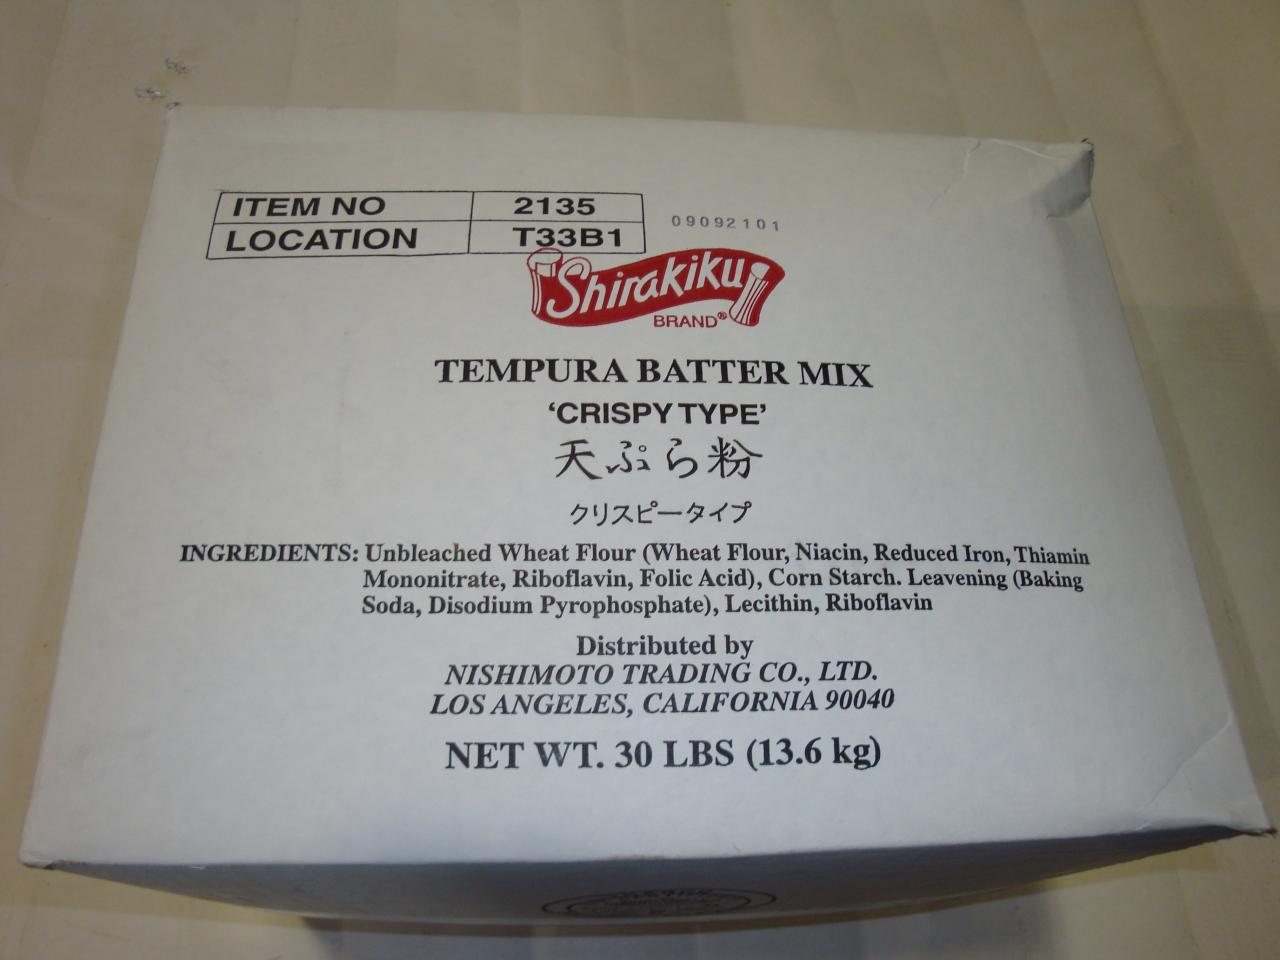 ITEM NO 2135
LOCATION T33B1
09092101
Shirakiku
BRAND®
TEMPURA BATTER MIX
‘CRISPY TYPE’
天ぷら粉
クリスピータイプ
INGREDIENTS: Unbleached Wheat Flour (Wheat Flour, Niacin, Reduced Iron, Thiamin
Mononitrate, Riboflavin, Folic Acid), Corn Starch. Leavening (Baking
Soda, Disodium Pyrophosphate), Lecithin, Riboflavin
Distributed by
NISHIMOTO TRADING CO., LTD.
LOS ANGELES, CALIFORNIA 90040
NET WT. 30 LBS (13.6 kg)